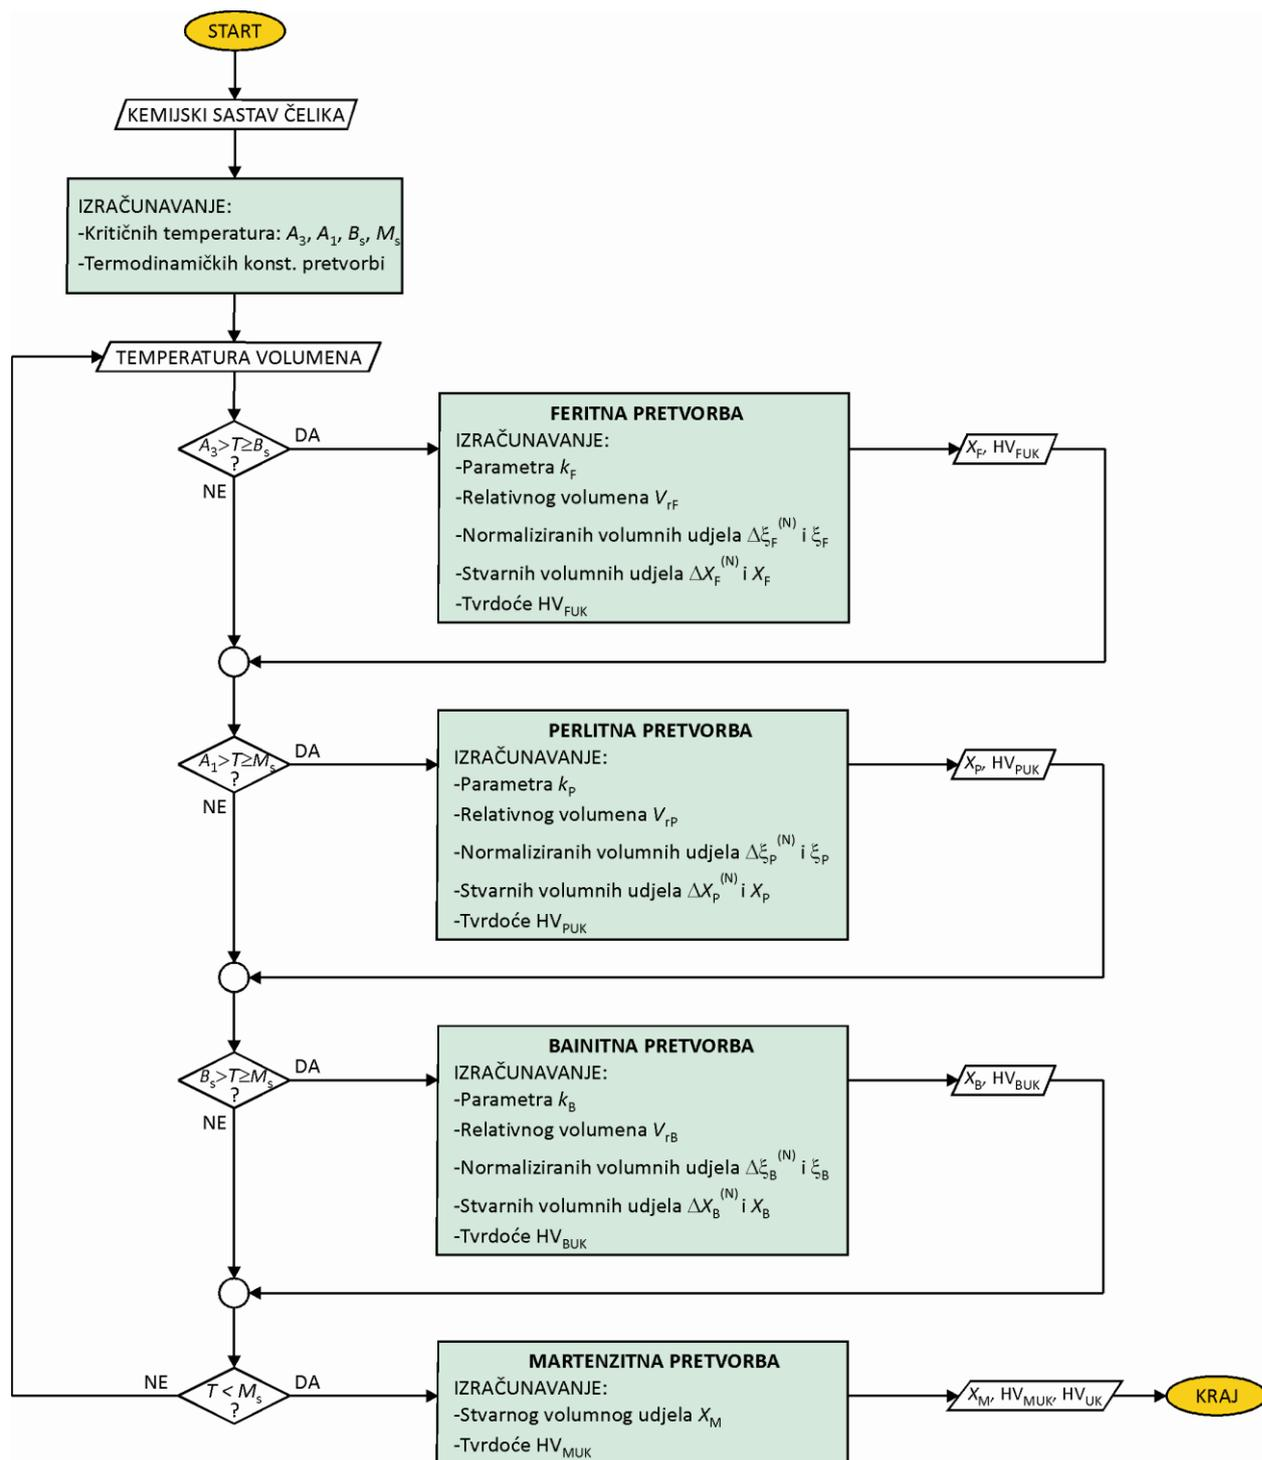 START
KEMIJSKI SASTAV ČELIKA
IZRAČUNAVANJE:
-Kritičnih temperatura: A3, A1, Bs, Ms
-Termodinamičkih konst. pretvorbi
TEMPERATURA VOLUMENA
A3>T≥Bs
?
DA
NE
FERITNA PRETVORBA
IZRAČUNAVANJE:
-Parametra kF
-Relativnog volumena VrF
-Normaliziranih volumnih udjela ΔξF(N) i ξF
-Stvarnih volumnih udjela ΔXF(N) i XF
-Tvrdoće HVFUK
XF, HVFUK
A1>T≥Ms
?
DA
NE
PERLITNA PRETVORBA
IZRAČUNAVANJE:
-Parametra kP
-Relativnog volumena VrP
-Normaliziranih volumnih udjela ΔξP(N) i ξP
-Stvarnih volumnih udjela ΔXP(N) i XP
-Tvrdoće HVPUK
XP, HVPUK
Bs>T≥Ms
?
DA
NE
BAINITNA PRETVORBA
IZRAČUNAVANJE:
-Parametra kB
-Relativnog volumena VrB
-Normaliziranih volumnih udjela ΔξB(N) i ξB
-Stvarnih volumnih udjela ΔXB(N) i XB
-Tvrdoće HVBUK
XB, HVBUK
T < Ms
?
NE
DA
MARTENZITNA PRETVORBA
IZRAČUNAVANJE:
-Stvarnog volumnog udjela XM
-Tvrdoće HVMUK
XM, HVMUK, HVUK
KRAJ